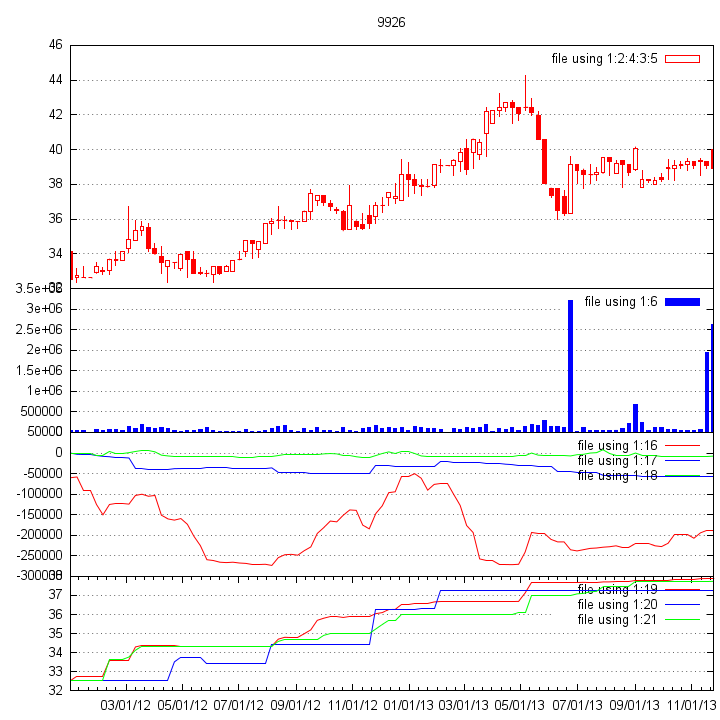 9926
46
file using 1:2:4:3:5
44
42
40
38
36
34
32
3.5e+06
file using 1:6
3e+06
2.5e+06
2e+06
1.5e+06
1e+06
500000
0
50000
file using 1:16
0
file using 1:17
-50000
file using 1:18
-100000
-150000
-200000
-250000
-300000
38
file using 1:19
37
file using 1:20
36
file using 1:21
35
34
33
32
03/01/12 05/01/12 07/01/12 09/01/12 11/01/12 01/01/13 03/01/13 05/01/13 07/01/13 09/01/13 11/01/13